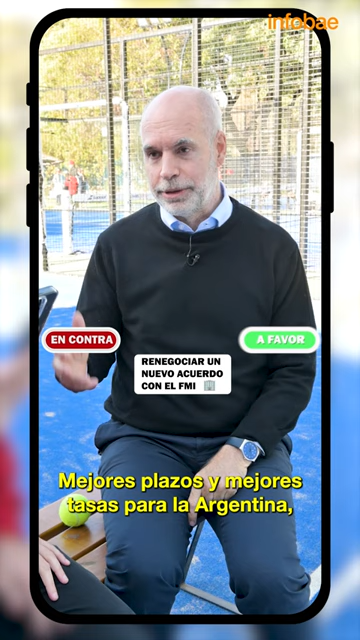 infobae
EN CONTRA
A FAVOR
RENEGOCIAR UN
NUEVO ACUERDO
CON EL FMI
Mejores plazos y mejores
tasas para la Argentina,